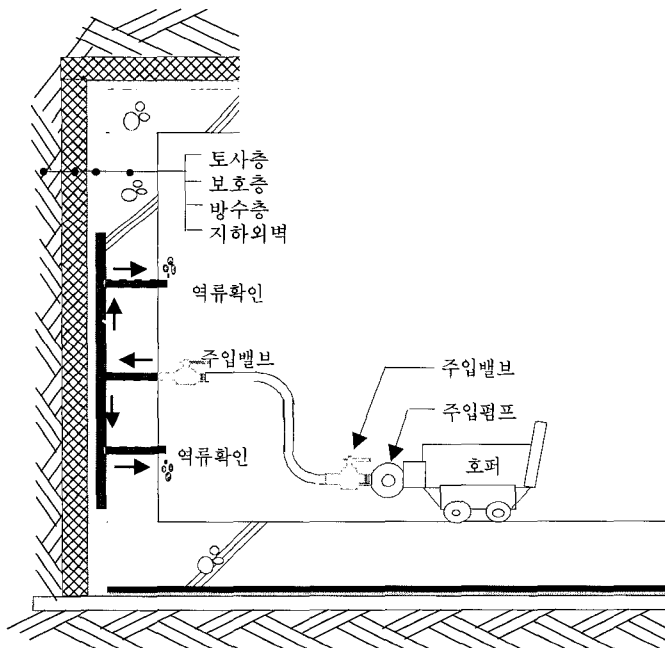 토사층
보호층
방수층
지하외벽
역류확인
주입밸브
주입밸브
주입펌프
호퍼
역류확인